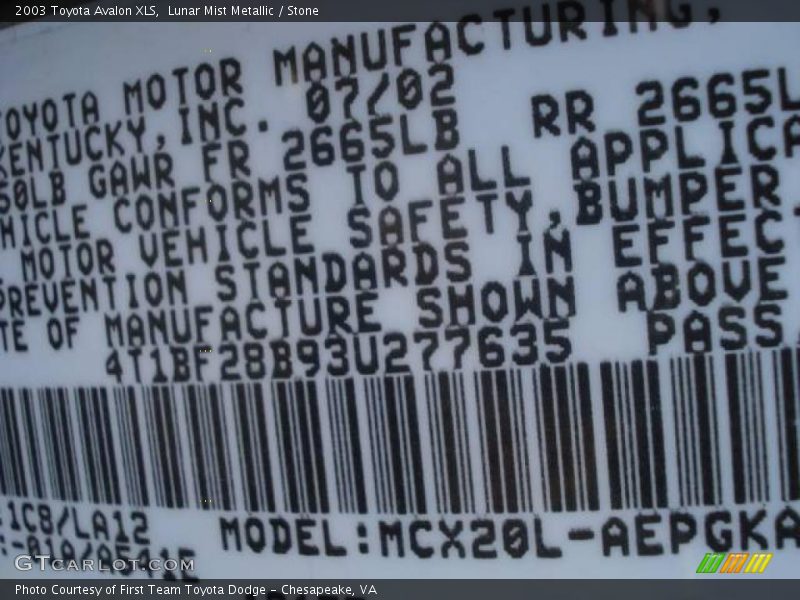 2003 Toyota Avalon XLS,  Lunar Mist Metallic / Stone
TOYOTA MOTOR MANUFACTURING,
KENTUCKY,INC. 07/02
50LB GAWR FR 2665LB RR 2665L
HICLE CONFORMS TO ALL APPLICA
MOTOR VEHICLE SAFETY,BUMPER
PREVENTION STANDARDS IN EFFEC
TE OF MANUFACTURE SHOWN ABOVE
4T1BF28B93U277635 PASS
1C8/LA12 MODEL:MCX20L-AEPGKA
-01A/A541E
GTCARLOT.COM
Photo Courtesy of First Team Toyota Dodge - Chesapeake, VA